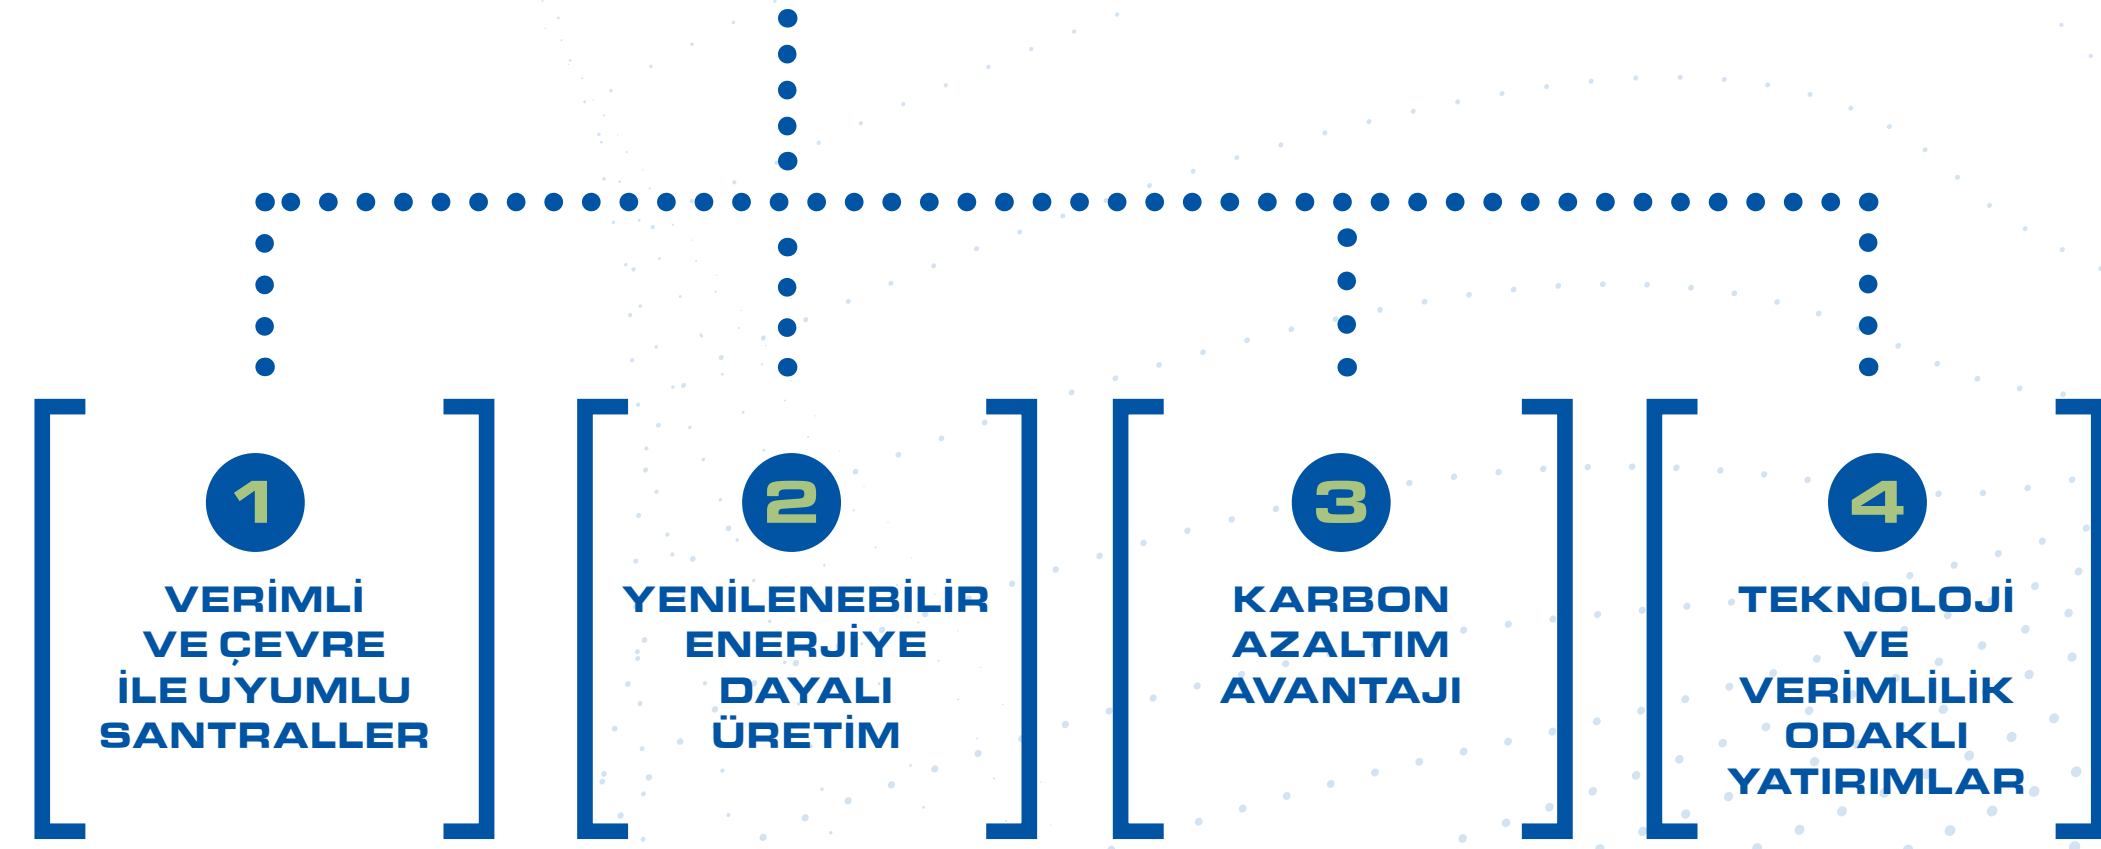 1
VERİMLİ
VE ÇEVRE
İLE UYUMLU
SANTRALLER
2
YENİLENEBİLİR
ENERJİYE
DAYALI
ÜRETİM
3
KARBON
AZALTIM
AVANTAJI
4
TEKNOLOJİ
VE
VERİMLİLİK
ODAKLI
YATIRIMLAR